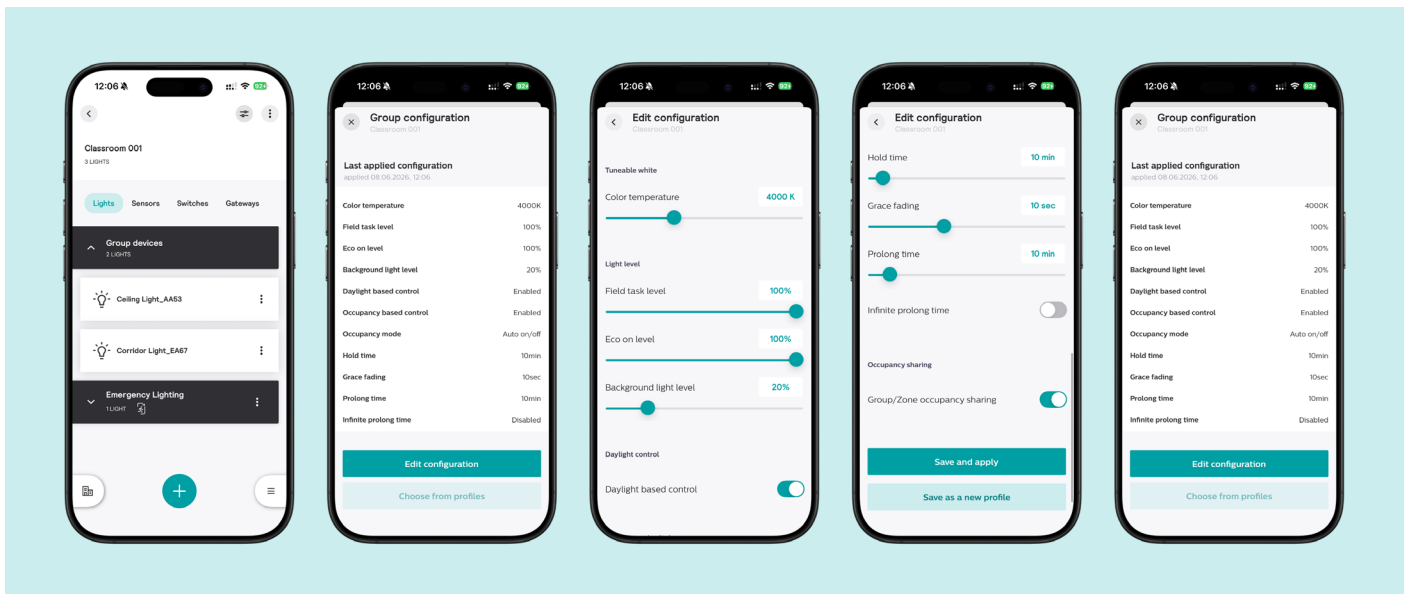 12:06
92+
Classroom 001
3 LIGHTS
Lights Sensors Switches Gateways
Group devices
2 LIGHTS
Ceiling Light_AA53
Corridor Light_EA67
Emergency Lighting
1 LIGHT
12:06
92+
Group configuration
Classroom 001
Last applied configuration
applied 08.06.2026, 12:06
Color temperature 4000K
Field task level 100%
Eco on level 100%
Background light level 20%
Daylight based control Enabled
Occupancy based control Enabled
Occupancy mode Auto on/off
Hold time 10min
Grace fading 10sec
Prolong time 10min
Infinite prolong time Disabled
Edit configuration
Choose from profiles
12:06
92+
Edit configuration
Classroom 001
Tuneable white
Color temperature 4000 K
Light level
Field task level 100%
Eco on level 100%
Background light level 20%
Daylight control
Daylight based control
12:06
92+
Edit configuration
Classroom 001
Hold time 10 min
Grace fading 10 sec
Prolong time 10 min
Infinite prolong time
Occupancy sharing
Group/Zone occupancy sharing
Save and apply
Save as a new profile
12:06
92+
Group configuration
Classroom 001
Last applied configuration
applied 08.06.2026, 12:06
Color temperature 4000K
Field task level 100%
Eco on level 100%
Background light level 20%
Daylight based control Enabled
Occupancy based control Enabled
Occupancy mode Auto on/off
Hold time 10min
Grace fading 10sec
Prolong time 10min
Infinite prolong time Disabled
Edit configuration
Choose from profiles